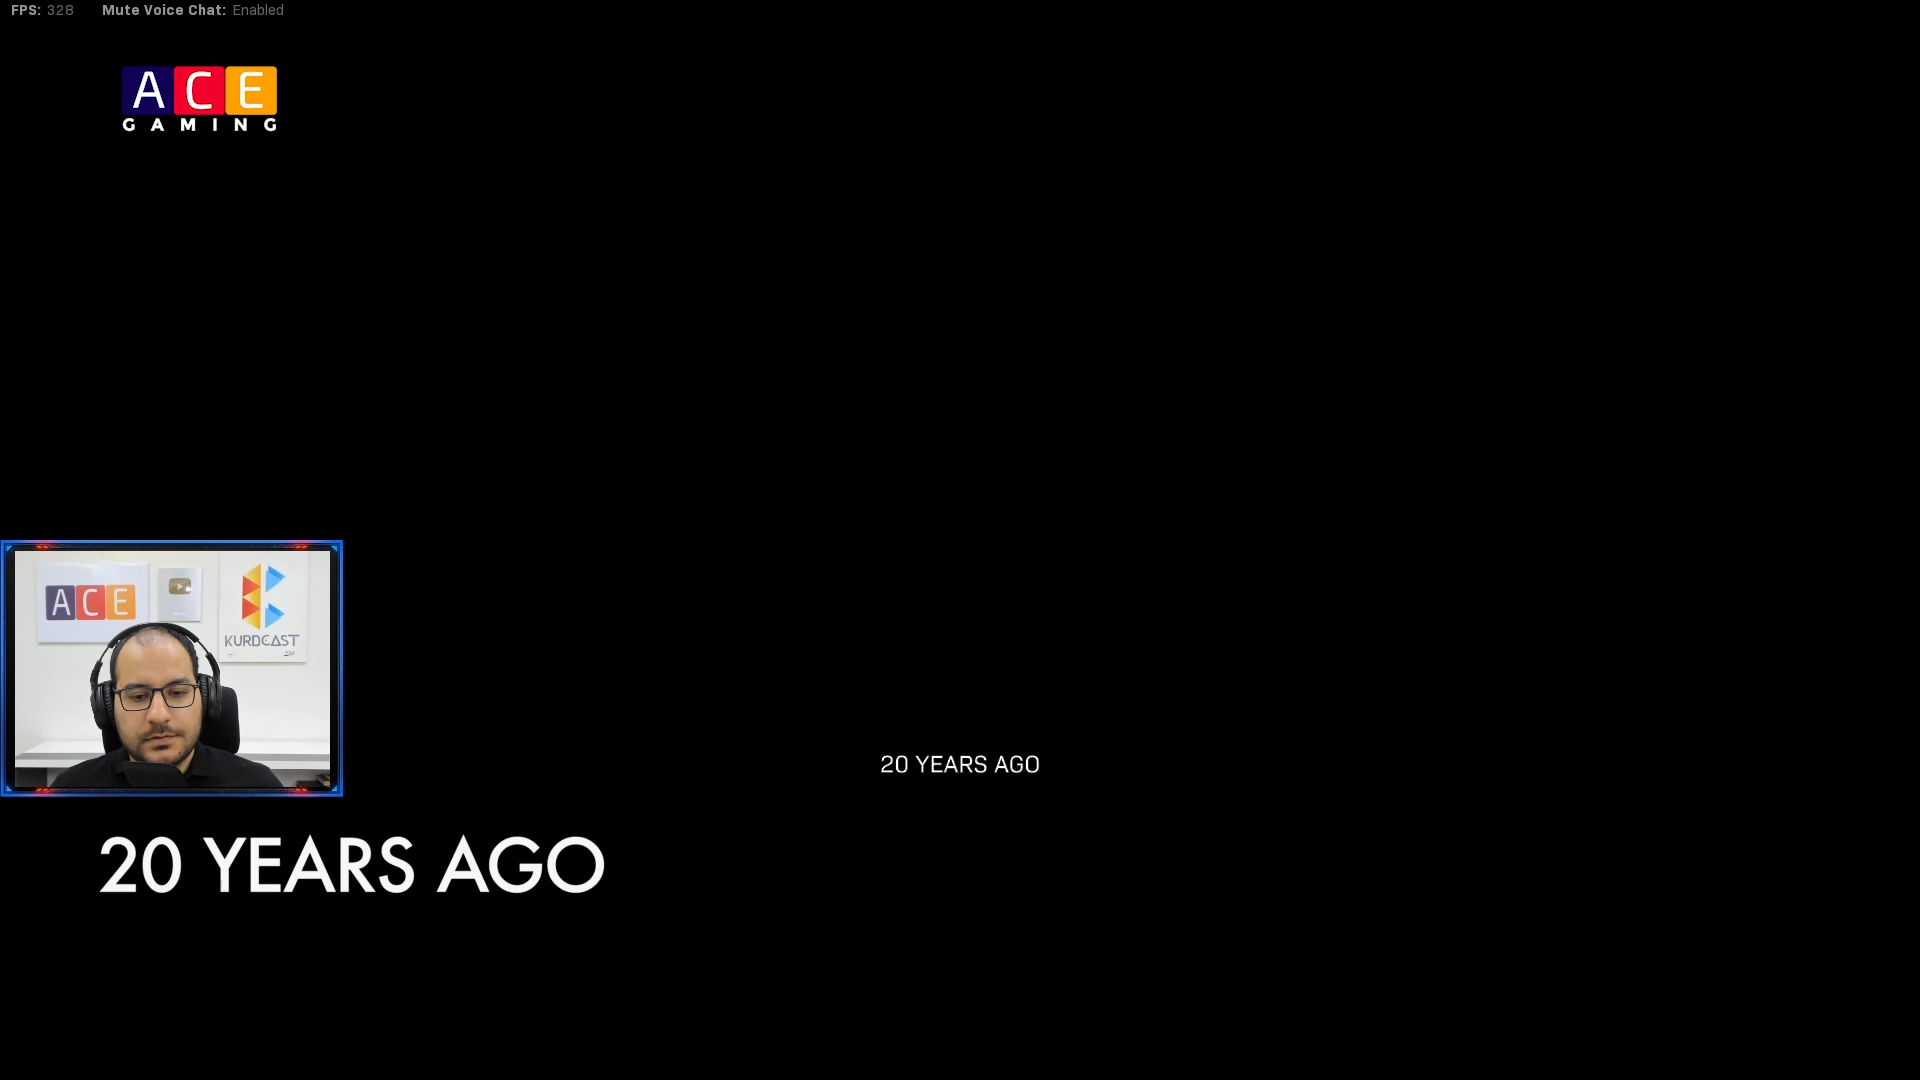 FPS: 328 Mute Voice Chat: Enabled
ACE
GAMING
ACE
KURDCAST
20 YEARS AGO
20 YEARS AGO